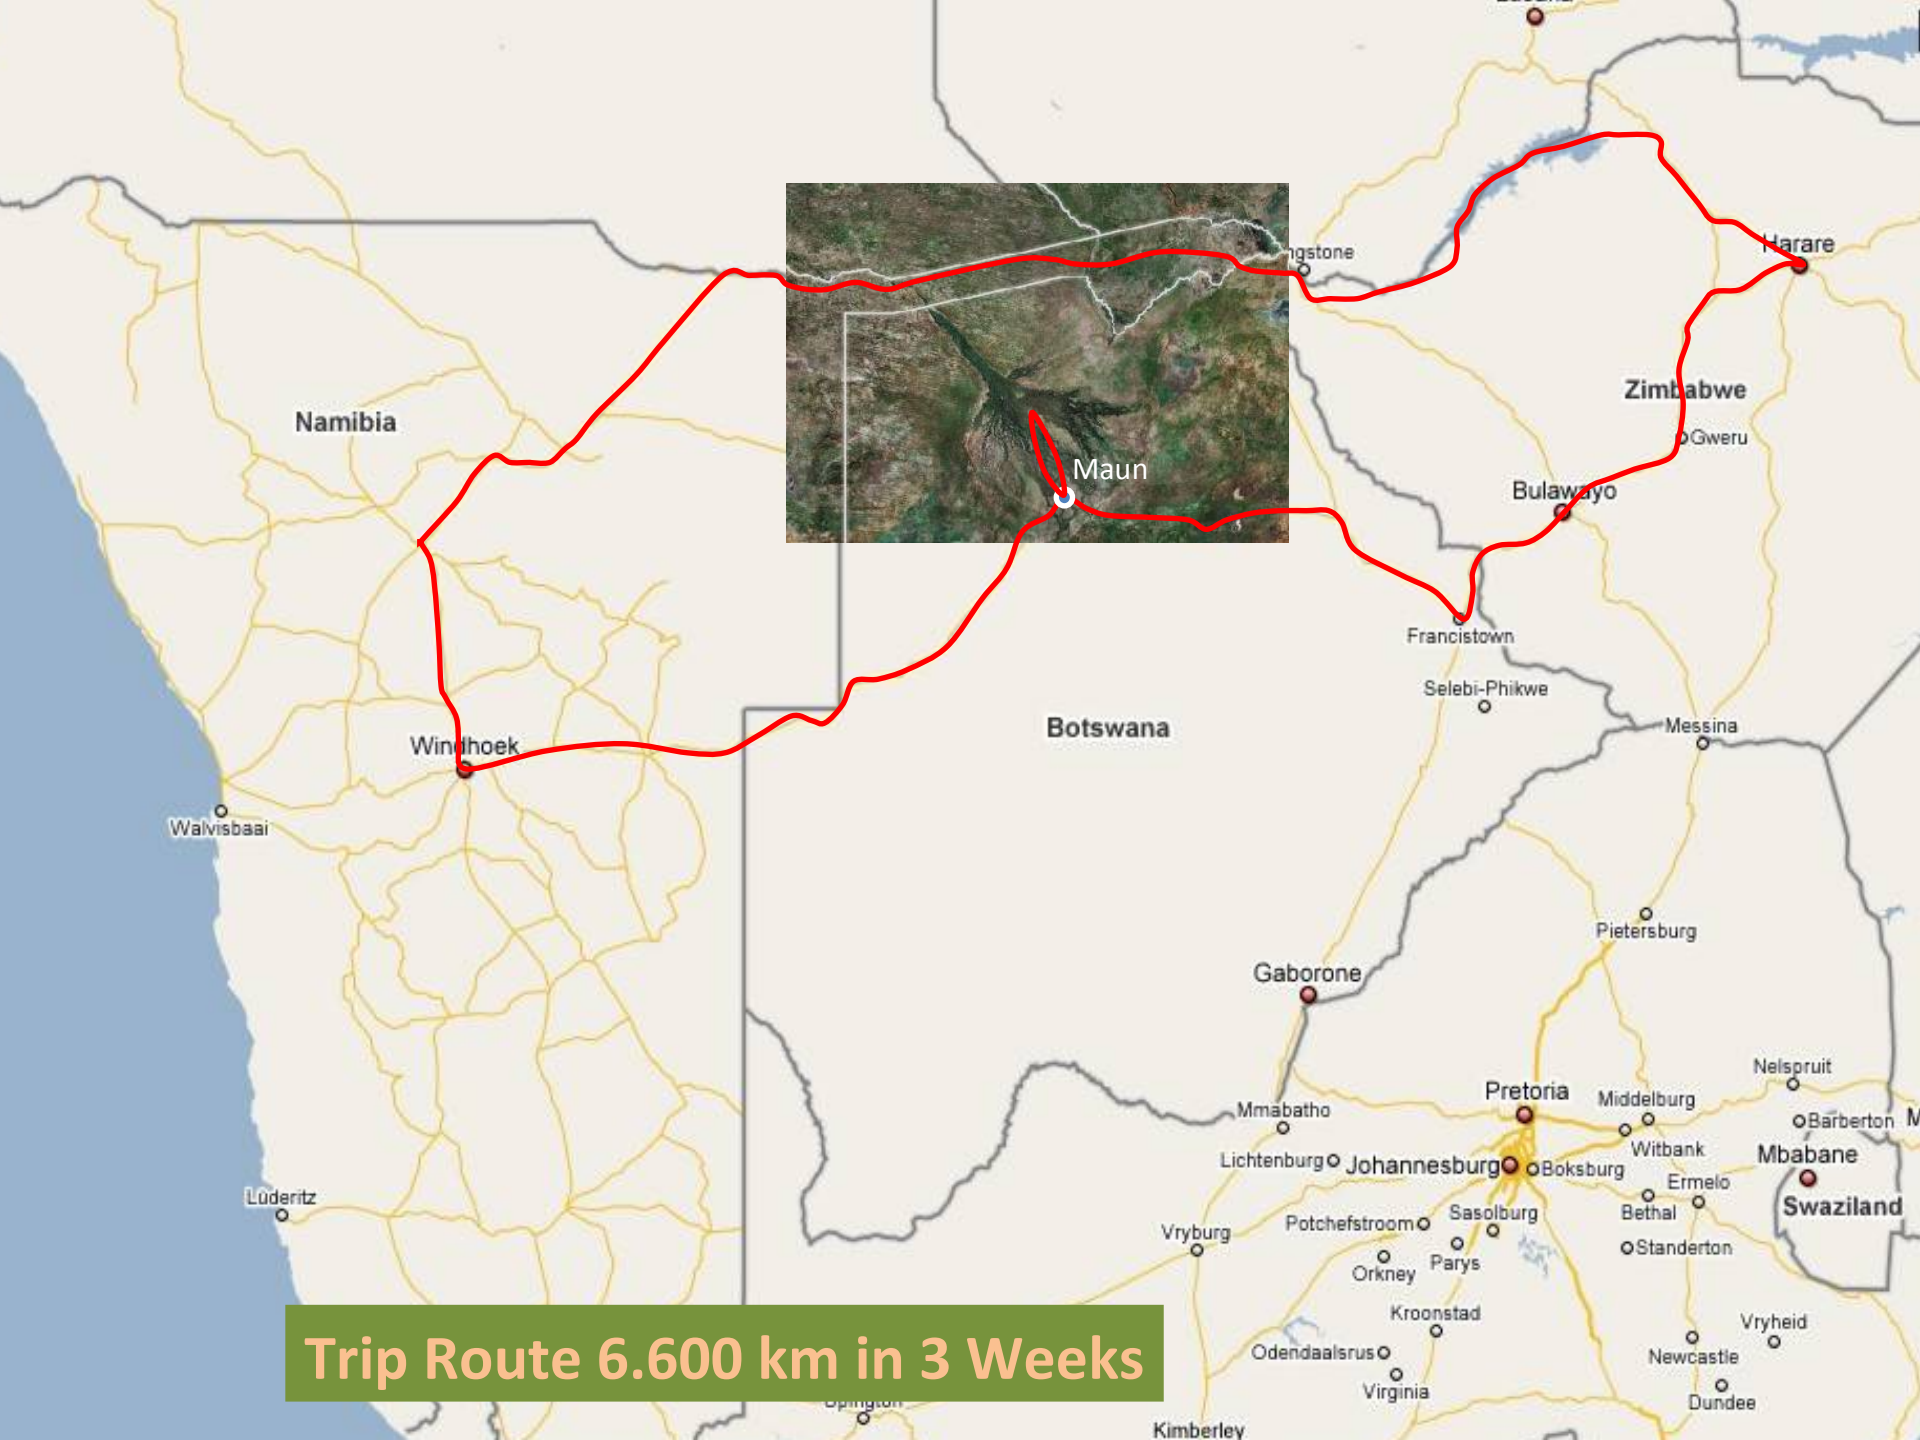 ngstone
Harare
Zimbabwe
Namibia
Gweru
Maun
Bulawayo
Francistown
Selebi-Phikwe
Messina
Botswana
Windhoek
Walvisbaai
Pietersburg
Gaborone
Nelspruit
Pretoria
Middelburg
Mmabatho
Barberton
M
Witbank
Mbabane
Lichtenburg
Johannesburg
Boksburg
Ermelo
Lüderitz
Swaziland
Bethal
Sasolburg
Potchefstroom
Vryburg
Standerton
Parys
Orkney
Kroonstad
Vryheid
Trip Route 6.600 km in 3 Weeks
Odendaalsrus
Newcastle
Virginia
Dundee
Upington
Kimberley